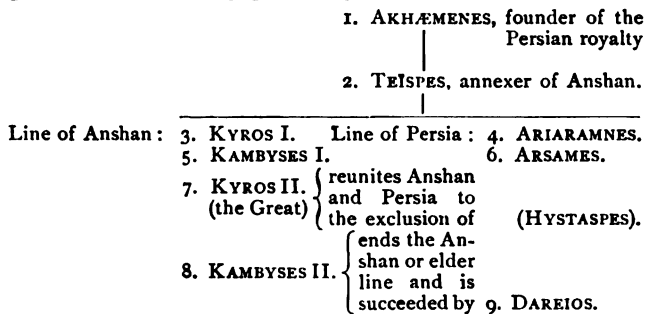 1. AKHÆMENES, founder of the
Persian royalty
2. TEÏSPES, annexer of Anshan.
Line of Anshan: 3. KYROS I. Line of Persia: 4. ARIARAMNES.
5. KAMBYSES I. 6. ARSAMES.
7. KYROS II. (the Great) { reunites Anshan
and Persia to
the exclusion of (HYSTASPES).
8. KAMBYSES II. { ends the An-
shan or elder
line and is
succeeded by 9. DAREIOS.